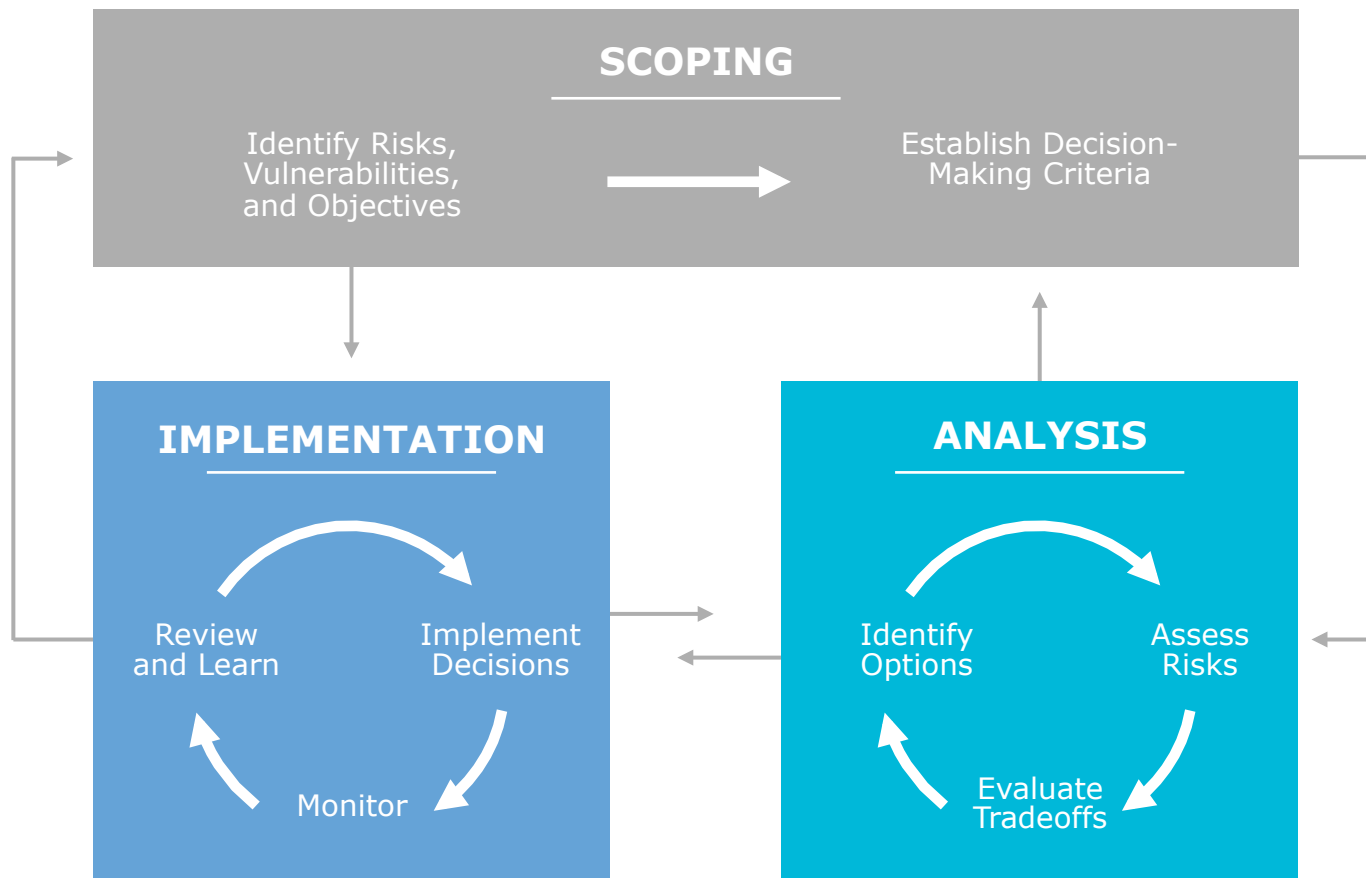 SCOPING
Identify Risks,
Vulnerabilities,
and Objectives
Establish Decision-
Making Criteria
IMPLEMENTATION
Review
and Learn
Implement
Decisions
Monitor
ANALYSIS
Identify
Options
Assess
Risks
Evaluate
Tradeoffs